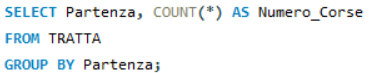 SELECT Partenza, COUNT(*) AS Numero_Corse
FROM TRATTA
GROUP BY Partenza;